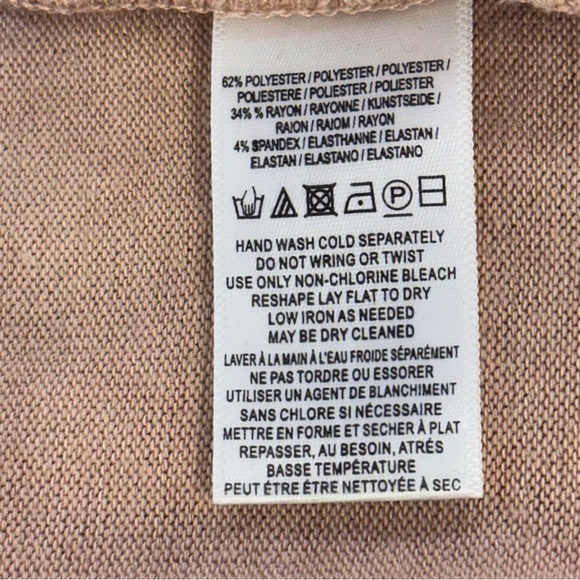 62% POLYESTER / POLYESTER / POLYESTER /
POLIESTERE / POLIESTER / POLIESTER
34% % RAYON / RAYONNE / KUNSTSEIDE /
RAION / RAIOM / RAYON
4% SPANDEX / ÉLASTHANNE / ELASTAN /
ELASTAN / ELASTANO / ELASTANO
P
HAND WASH COLD SEPARATELY
DO NOT WRING OR TWIST
USE ONLY NON-CHLORINE BLEACH
RESHAPE LAY FLAT TO DRY
LOW IRON AS NEEDED
MAY BE DRY CLEANED
LAVER À LA MAIN À L'EAU FROIDE SÉPARÉMENT
NE PAS TORDRE OU ESSORER
UTILISER UN AGENT DE BLANCHIMENT
SANS CHLORE SI NÉCESSAIRE
METTRE EN FORME ET SECHER À PLAT
REPASSER, AU BESOIN, ATRÉS
BASSE TEMPÉRATURE
PEUT ÉTRE ÉTRE NETTOYÉE À SEC